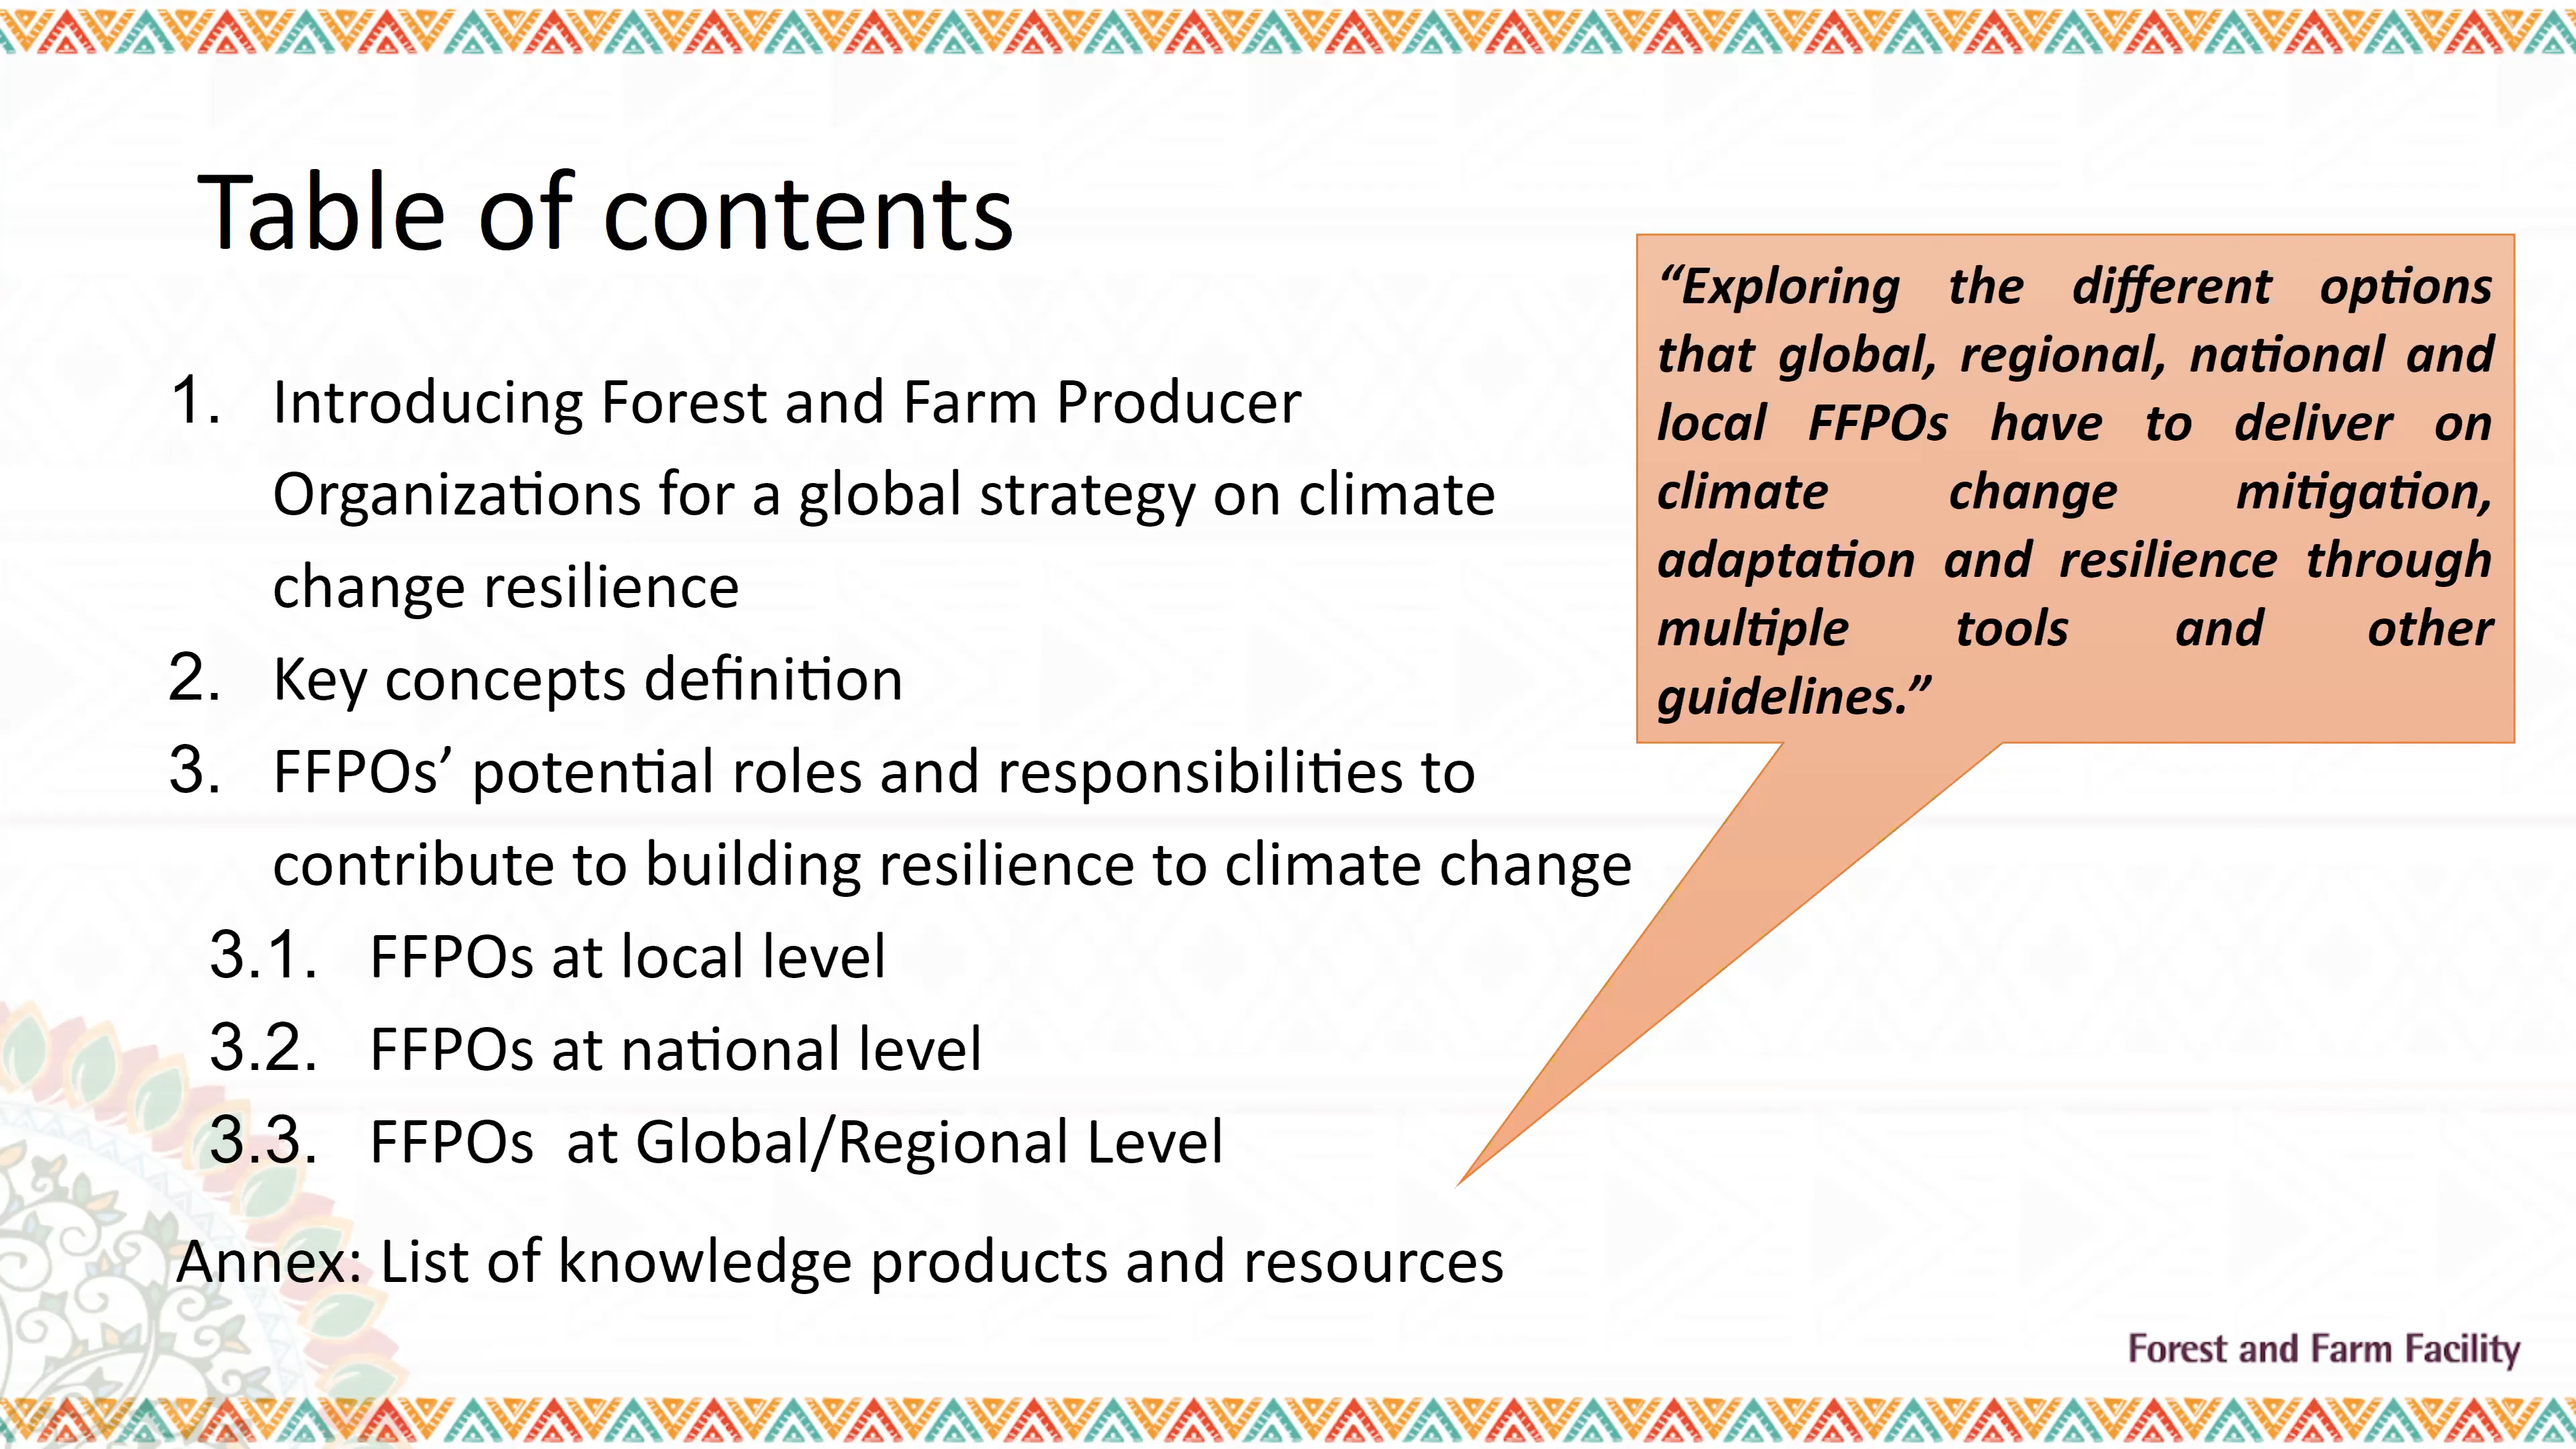 Table of contents
1. Introducing Forest and Farm Producer
Organizations for a global strategy on climate
change resilience
2. Key concepts definition
3. FFPOs’ potential roles and responsibilities to
contribute to building resilience to climate change
3.1. FFPOs at local level
3.2. FFPOs at national level
3.3. FFPOs  at Global/Regional Level
Annex: List of knowledge products and resources
“Exploring the different options
that global, regional, national and
local FFPOs have to deliver on
climate change mitigation,
adaptation and resilience through
multiple tools and other
guidelines.”
Forest and Farm Facility